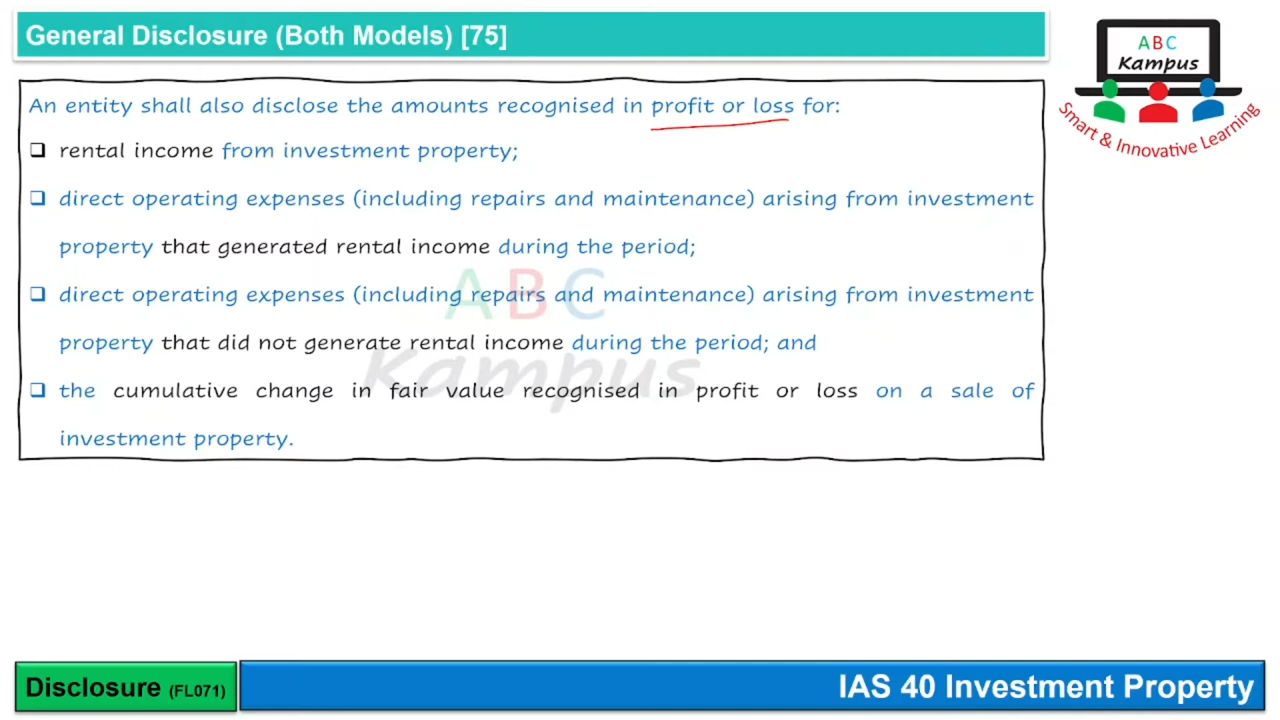 General Disclosure (Both Models) [75]
ABC
Kampus
Smart & Innovative Learning
An entity shall also disclose the amounts recognised in profit or loss for:
rental income from investment property;
direct operating expenses (including repairs and maintenance) arising from investment
property that generated rental income during the period;
direct operating expenses (including repairs and maintenance) arising from investment
property that did not generate rental income during the period; and
the cumulative change in fair value recognised in profit or loss on a sale of
investment property.
ABC
Kampus
Disclosure (FL071)
IAS 40 Investment Property